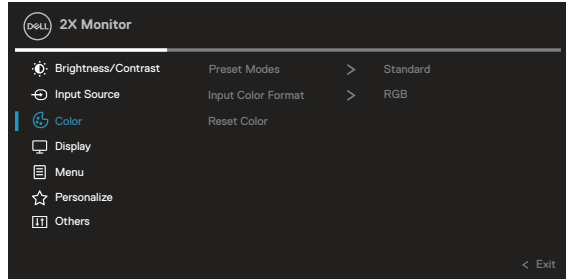 DELL 2X Monitor
Brightness/Contrast Preset Modes > Standard
Input Source Input Color Format > RGB
Color Reset Color
Display
Menu
Personalize
Others
< Exit